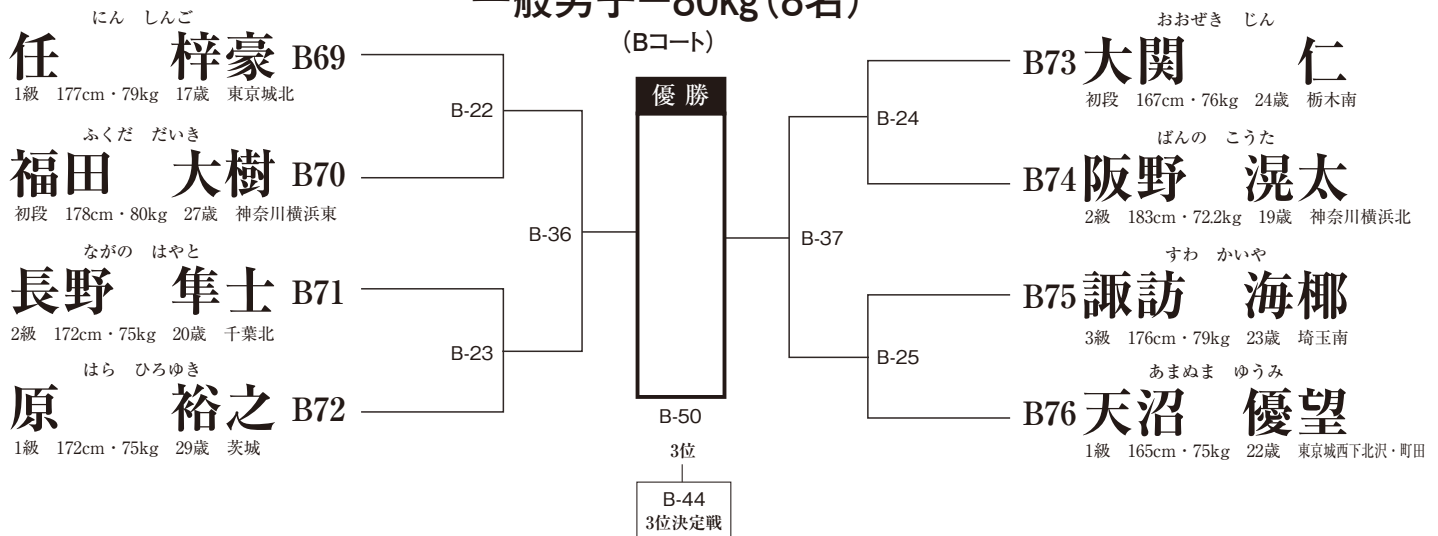 一般男子−80kg(8名)
(Bコート)
にん しんご
任 梓豪 B69
1級 177cm・79kg 17歳 東京城北
ふくだ だいき
福田 大樹 B70
初段 178cm・80kg 27歳 神奈川横浜東
ながの はやと
長野 隼士 B71
2級 172cm・75kg 20歳 千葉北
はら ひろゆき
原 裕之 B72
1級 172cm・75kg 29歳 茨城
B-22
B-23
B-36
優勝
B-50
3位
B-44
3位決定戦
B-37
B-24
B-25
おおぜき じん
B73 大関 仁
初段 167cm・76kg 24歳 栃木南
ばんの こうた
B74 阪野 滉太
2級 183cm・72.2kg 19歳 神奈川横浜北
すわ かいや
B75 諏訪 海椰
3級 176cm・79kg 23歳 埼玉南
あまぬま ゆうみ
B76 天沼 優望
1級 165cm・75kg 22歳 東京城西下北沢・町田